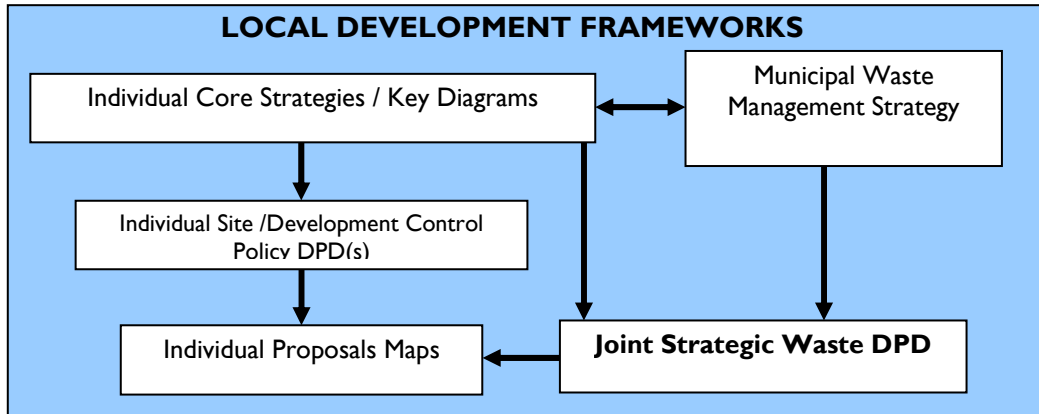 LOCAL DEVELOPMENT FRAMEWORKS
Individual Core Strategies / Key Diagrams
Municipal Waste
Management Strategy
Individual Site /Development Control
Policy DPD(s)
Individual Proposals Maps
Joint Strategic Waste DPD